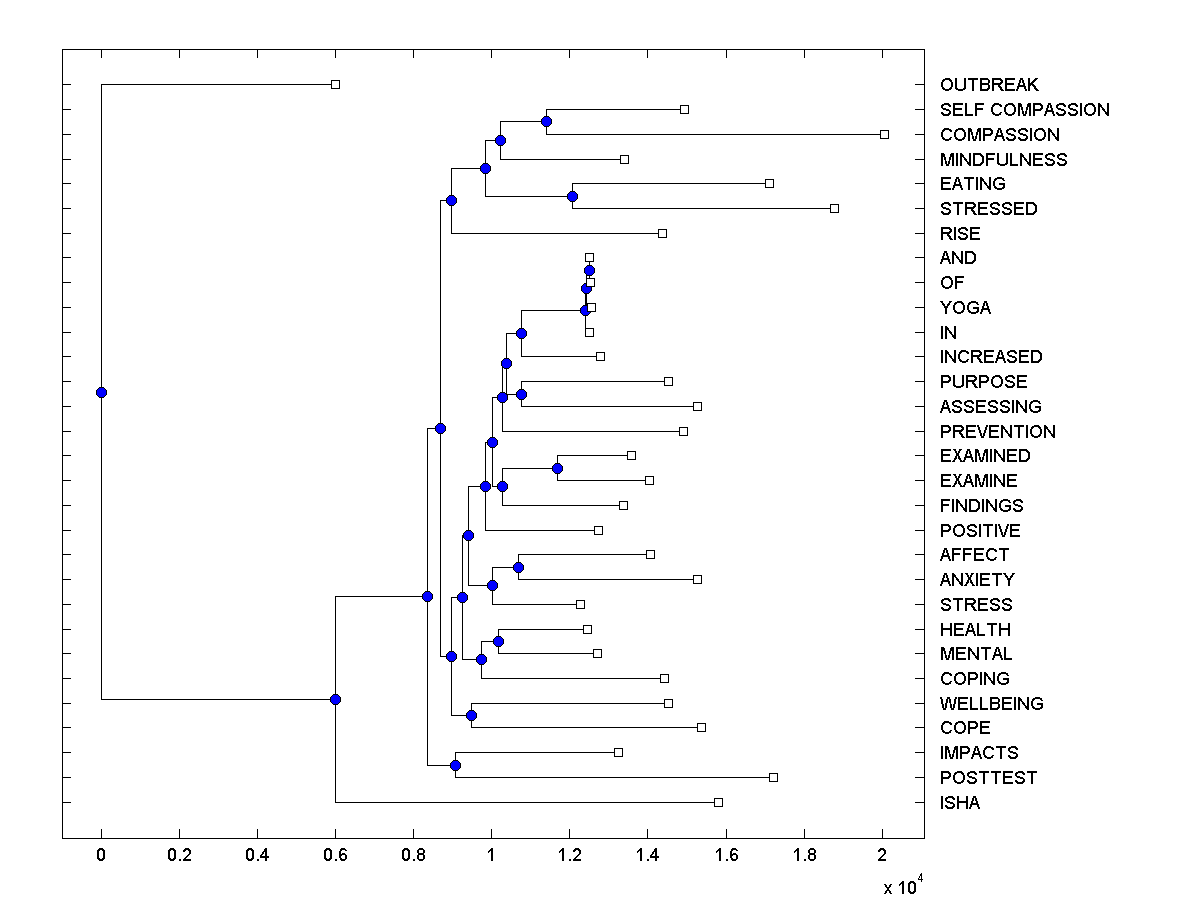 OUTBREAK
SELF COMPASSION
COMPASSION
MINDFULNESS
EATING
STRESSED
RISE
AND
OF
YOGA
IN
INCREASED
PURPOSE
ASSESSING
PREVENTION
EXAMINED
EXAMINE
FINDINGS
POSITIVE
AFFECT
ANXIETY
STRESS
HEALTH
MENTAL
COPING
WELLBEING
COPE
IMPACTS
POSTTEST
ISHA
0 0.2 0.4 0.6 0.8 1 1.2 1.4 1.6 1.8 2
x 10^4